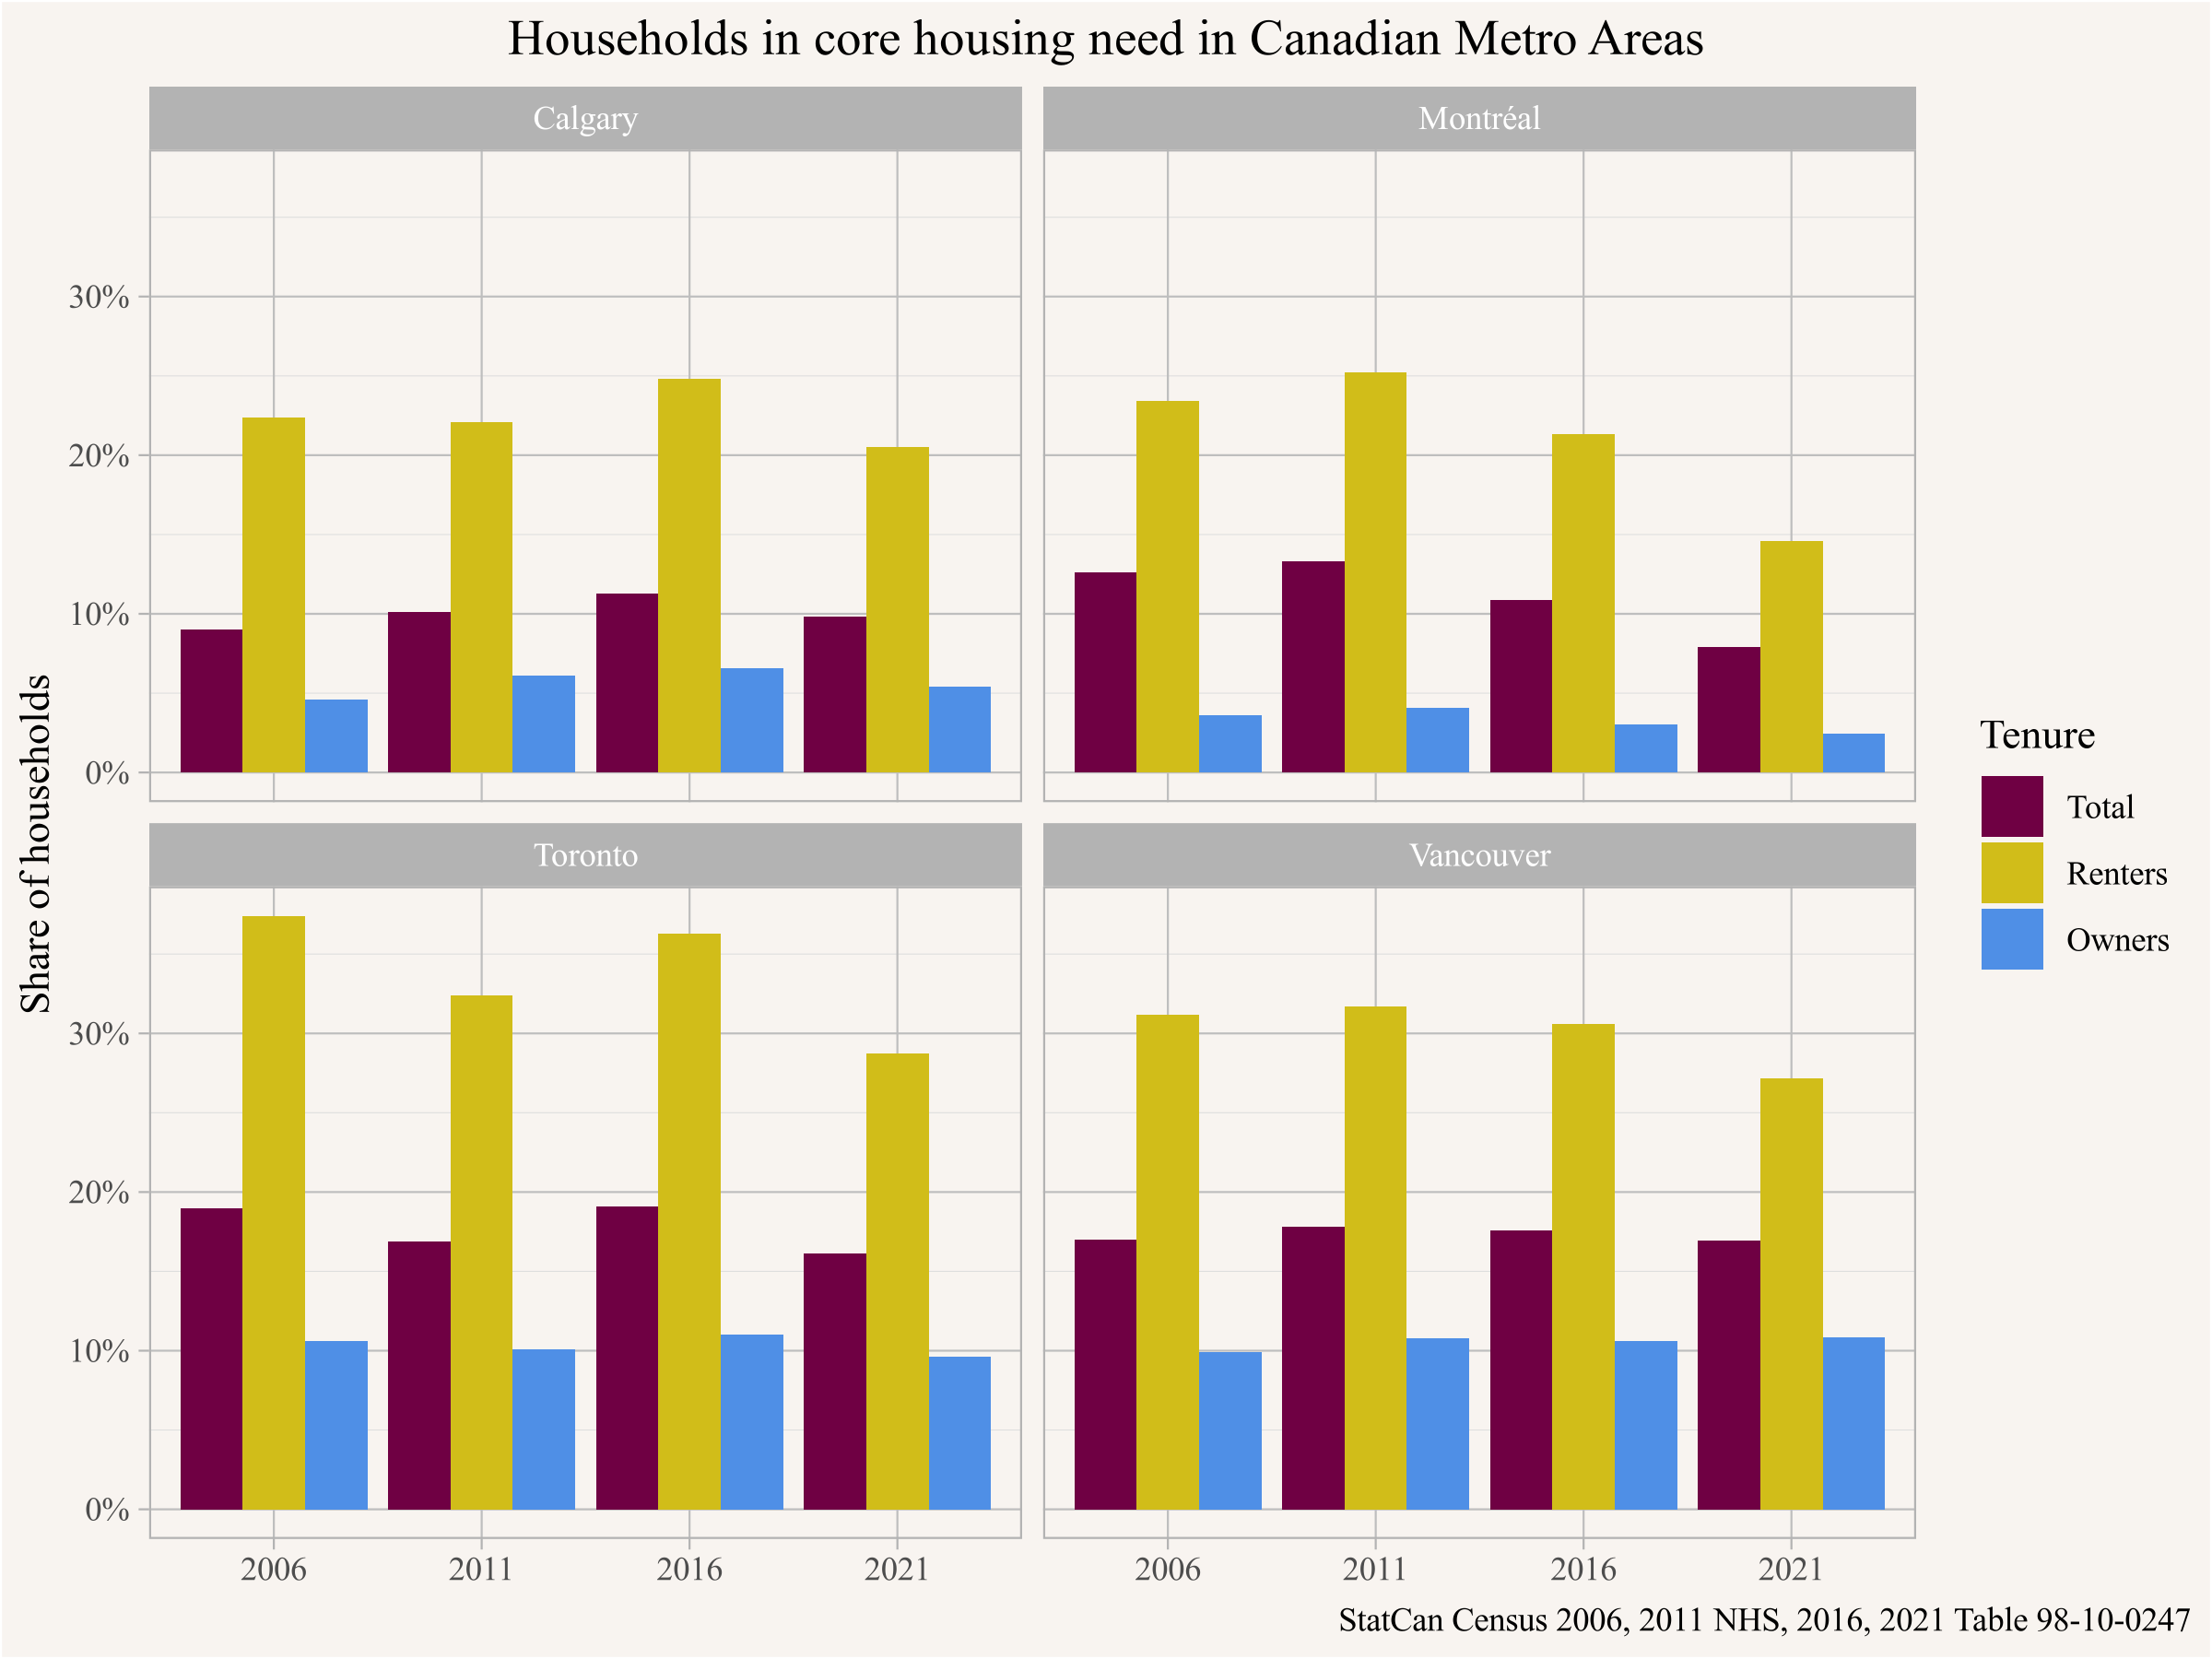 Households in core housing need in Canadian Metro Areas
Calgary
Montréal
30%
20%
10%
0%
Toronto
Vancouver
30%
20%
10%
0%
2006 2011 2016 2021
2006 2011 2016 2021
Share of households
Tenure
Total
Renters
Owners
StatCan Census 2006, 2011 NHS, 2016, 2021 Table 98-10-0247